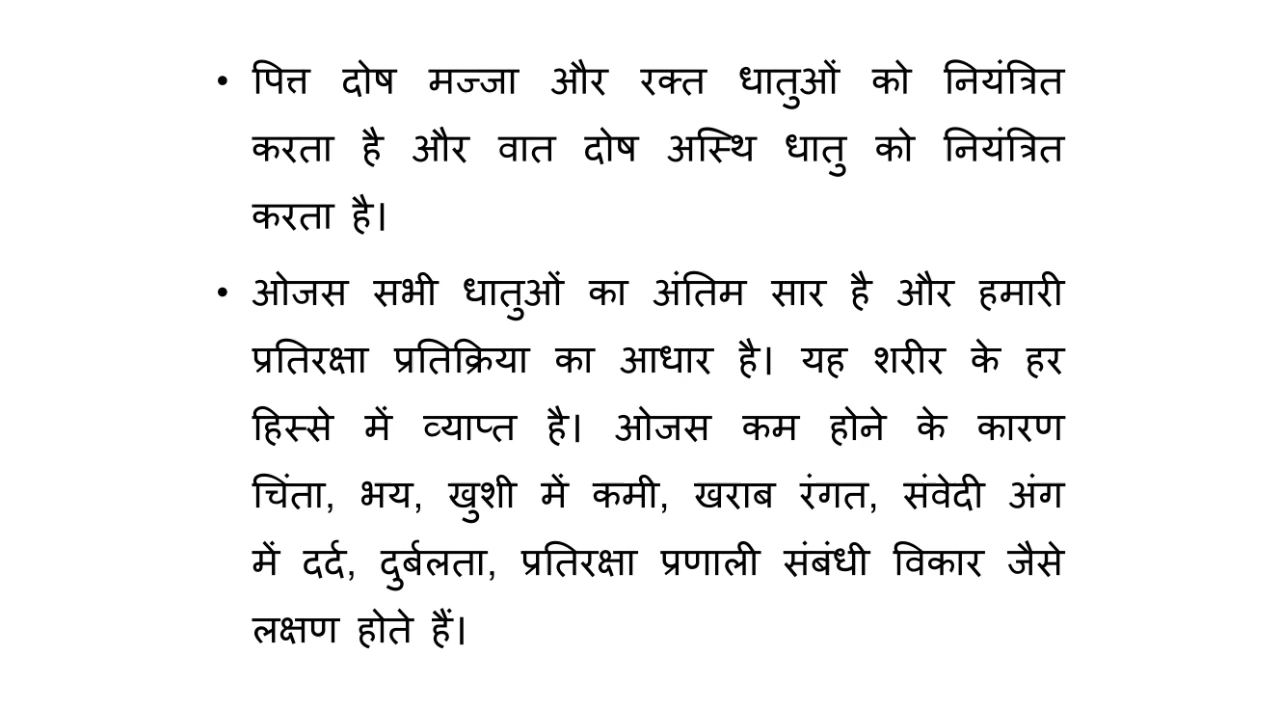 • पित्त दोष मज्जा और रक्त धातुओं को नियंत्रित
करता है और वात दोष अस्थि धातु को नियंत्रित
करता है।
• ओजस सभी धातुओं का अंतिम सार है और हमारी
प्रतिरक्षा प्रतिक्रिया का आधार है। यह शरीर के हर
हिस्से में व्याप्त है। ओजस कम होने के कारण
चिंता, भय, खुशी में कमी, खराब रंगत, संवेदी अंग
में दर्द, दुर्बलता, प्रतिरक्षा प्रणाली संबंधी विकार जैसे
लक्षण होते हैं।